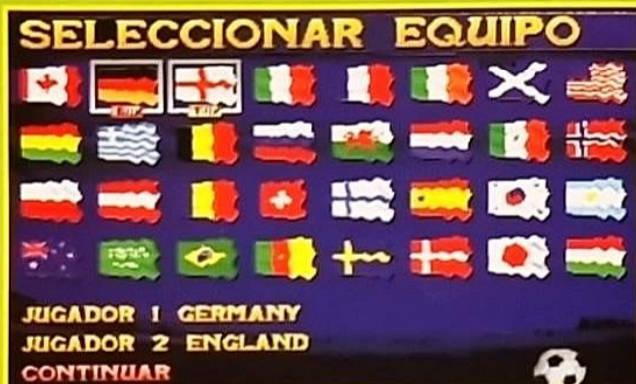 SELECCIONAR EQUIPO
JUGADOR 1 GERMANY
JUGADOR 2 ENGLAND
CONTINUAR